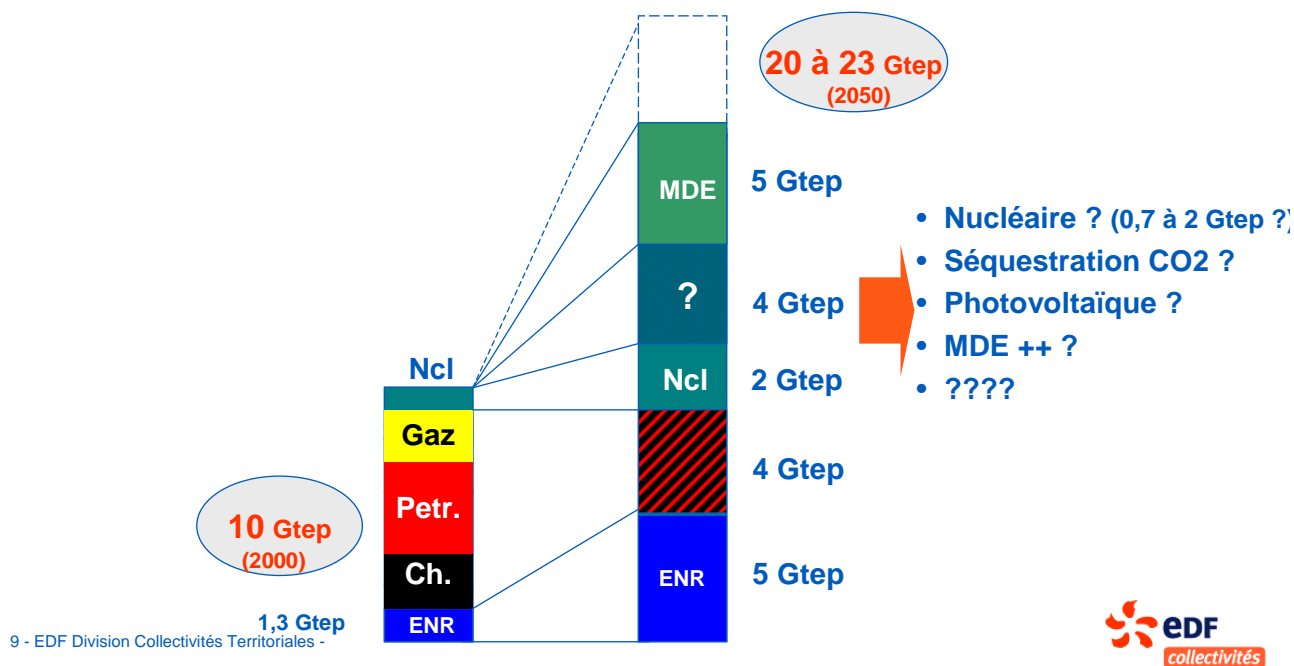 20 à 23 Gtep
(2050)
MDE
5 Gtep
?
4 Gtep
Ncl
2 Gtep
4 Gtep
ENR
5 Gtep
• Nucléaire ? (0,7 à 2 Gtep ?)
• Séquestration CO2 ?
• Photovoltaïque ?
• MDE ++ ?
• ????
Ncl
Gaz
Petr.
Ch.
ENR
10 Gtep
(2000)
1,3 Gtep
9 - EDF Division Collectivités Territoriales -
eDF
collectivités